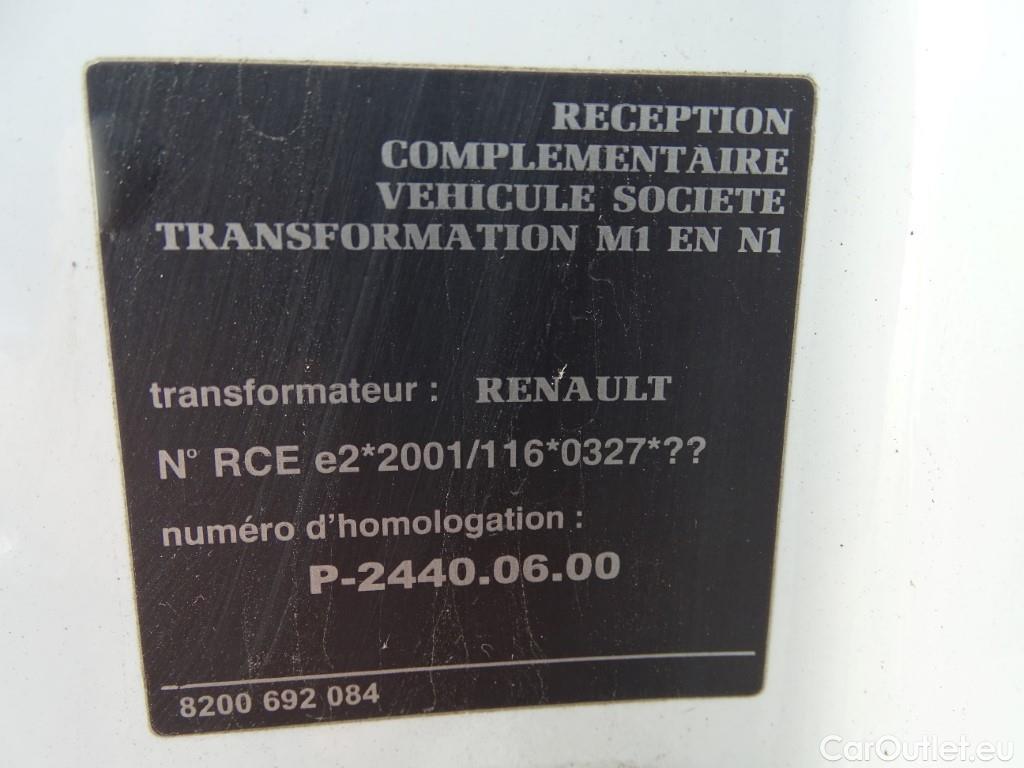 RECEPTION
COMPLEMENTAIRE
VEHICULE SOCIETE
TRANSFORMATION M1 EN N1
transformateur : RENAULT
N° RCE e2*2001/116*0327*??
numéro d'homologation :
P-2440.06.00
8200 692 084
CarOutlet.eu